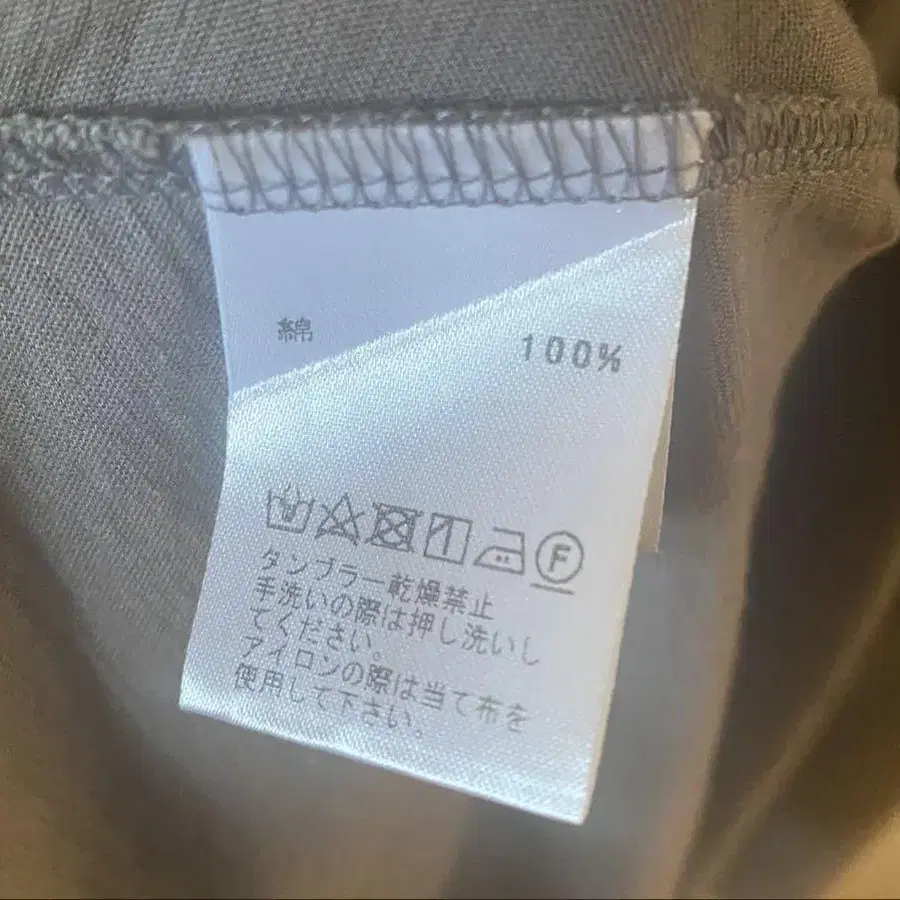 綿 100%
F
タンブラー乾燥禁止
手洗いの際は押し洗いし
てください。
アイロンの際は当て布を
使用して下さい。